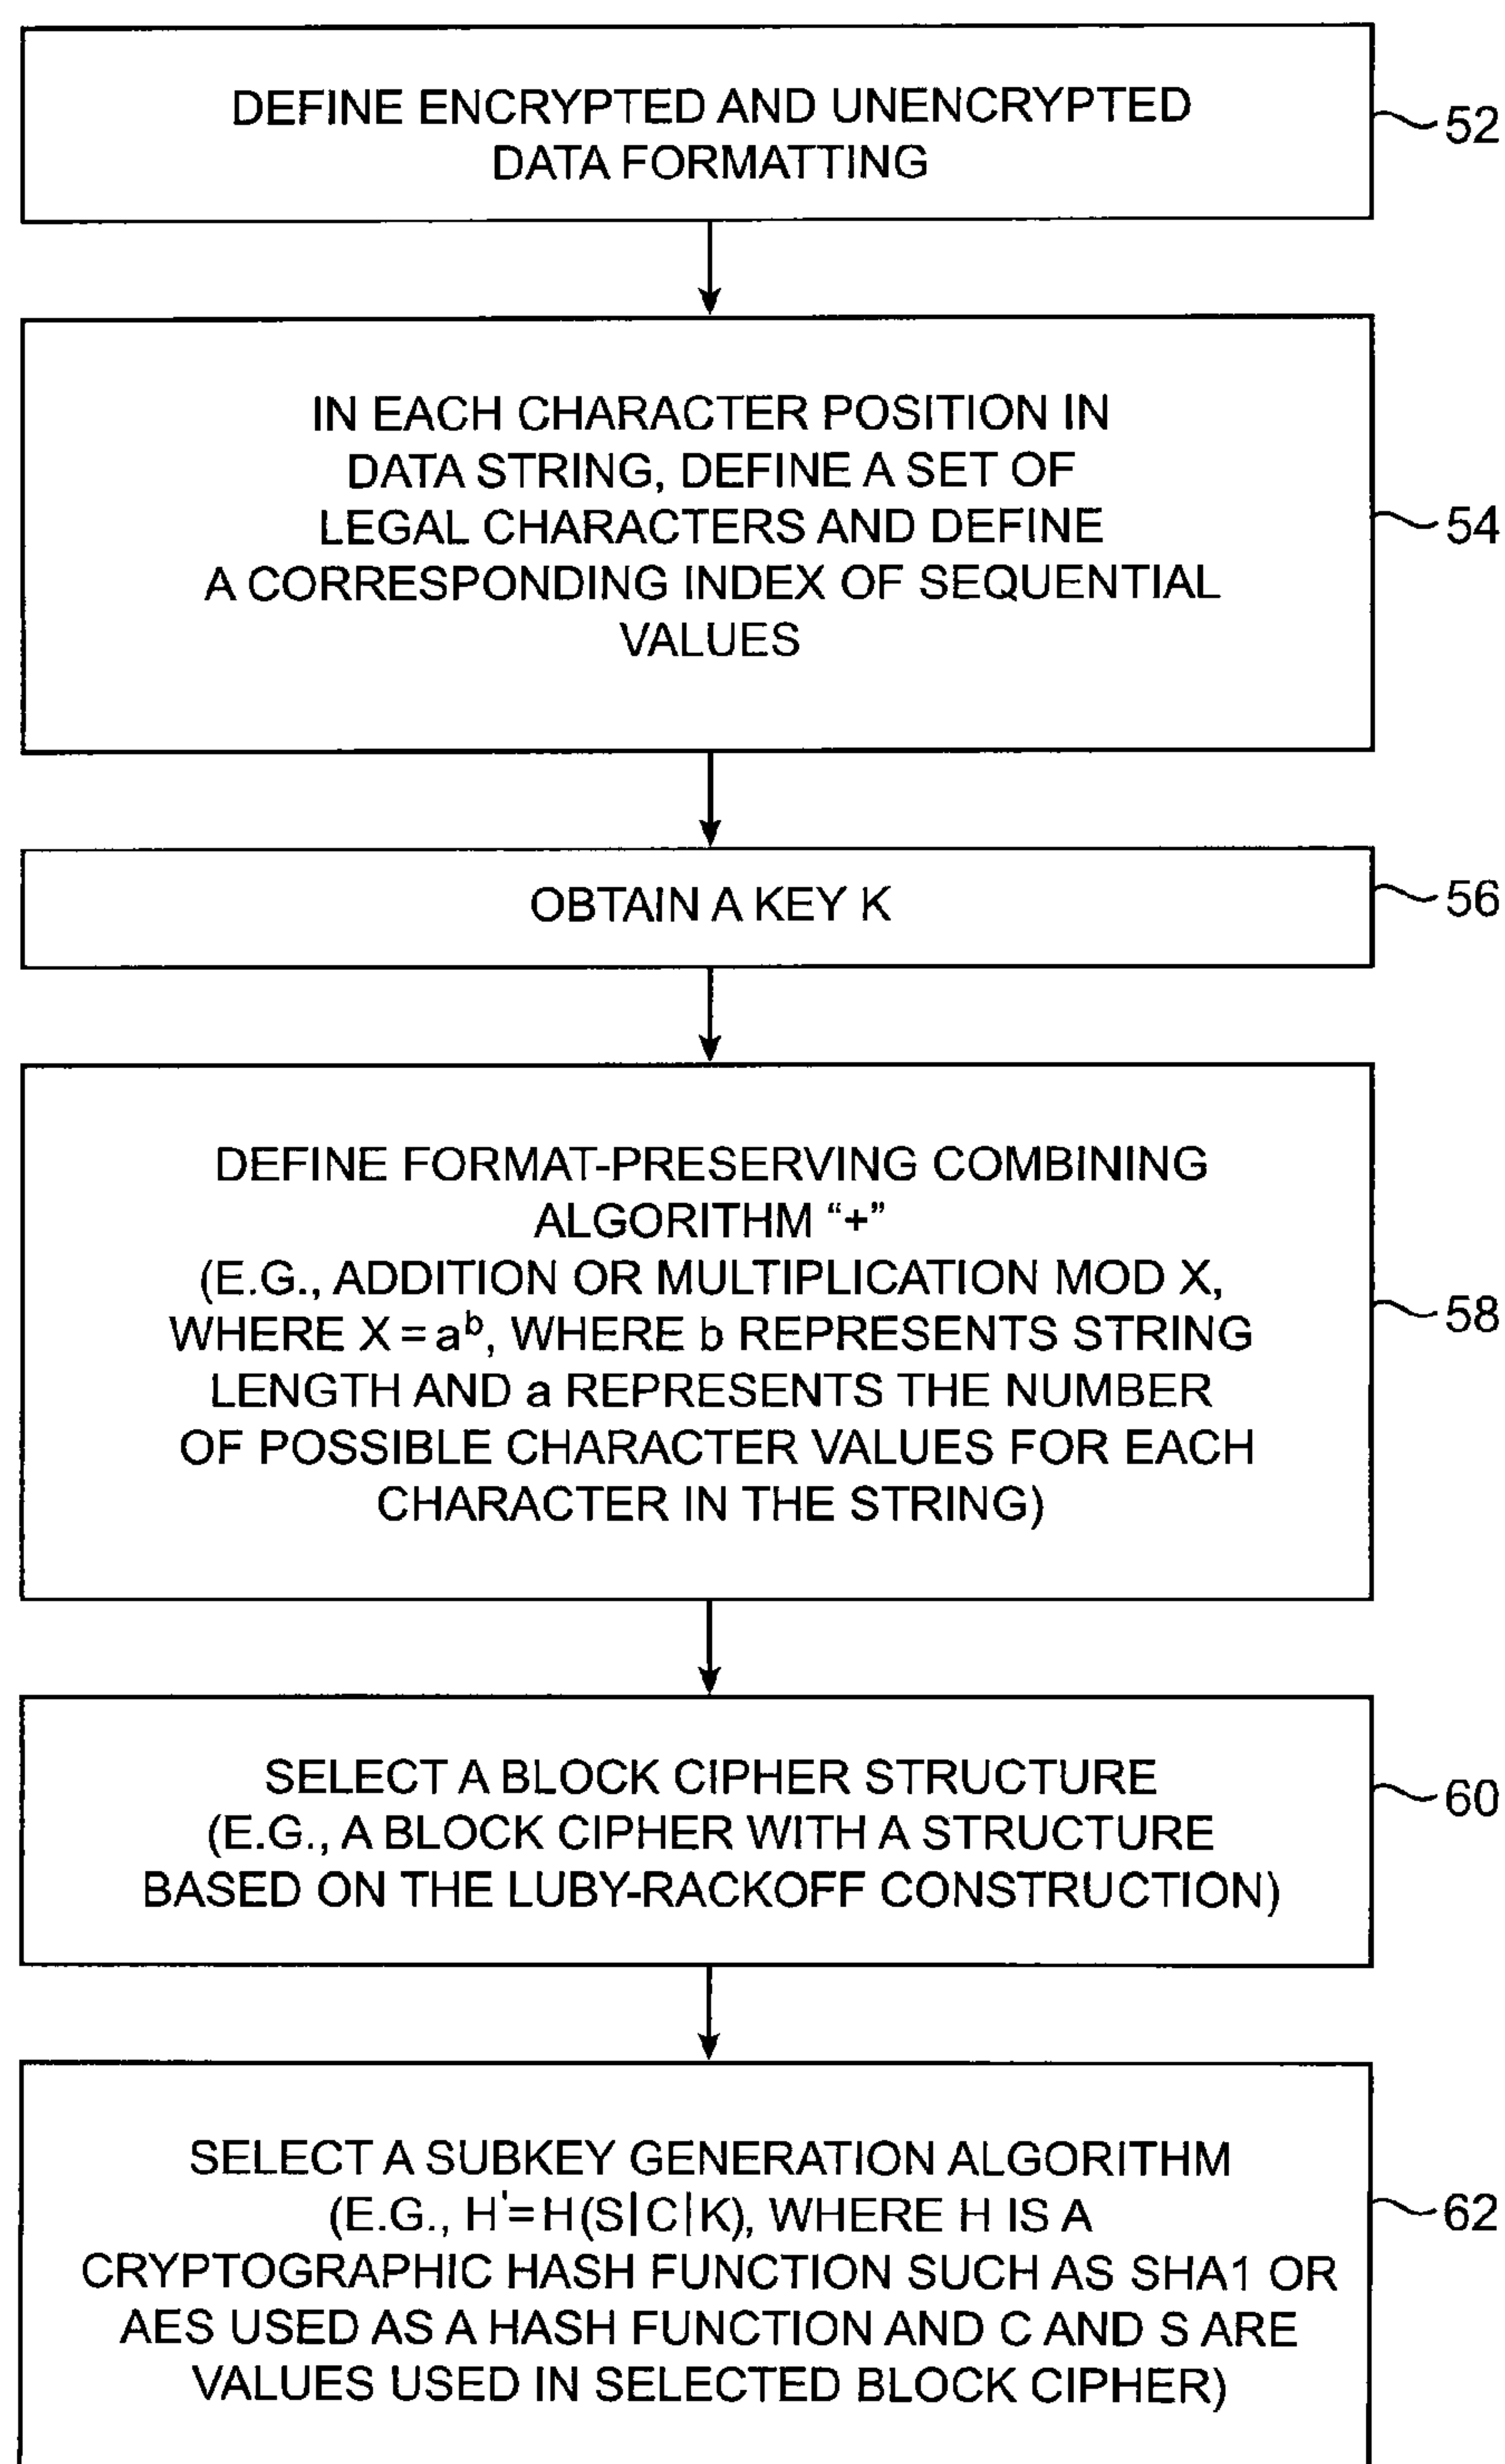 DEFINE ENCRYPTED AND UNENCRYPTED
DATA FORMATTING
52
IN EACH CHARACTER POSITION IN
DATA STRING, DEFINE A SET OF
LEGAL CHARACTERS AND DEFINE
A CORRESPONDING INDEX OF SEQUENTIAL
VALUES
54
OBTAIN A KEY K
56
DEFINE FORMAT-PRESERVING COMBINING
ALGORITHM “+”
(E.G., ADDITION OR MULTIPLICATION MOD X,
WHERE X = aᵇ, WHERE b REPRESENTS STRING
LENGTH AND a REPRESENTS THE NUMBER
OF POSSIBLE CHARACTER VALUES FOR EACH
CHARACTER IN THE STRING)
58
SELECT A BLOCK CIPHER STRUCTURE
(E.G., A BLOCK CIPHER WITH A STRUCTURE
BASED ON THE LUBY-RACKOFF CONSTRUCTION)
60
SELECT A SUBKEY GENERATION ALGORITHM
(E.G., H'=H(S|C|K), WHERE H IS A
CRYPTOGRAPHIC HASH FUNCTION SUCH AS SHA1 OR
AES USED AS A HASH FUNCTION AND C AND S ARE
VALUES USED IN SELECTED BLOCK CIPHER)
62